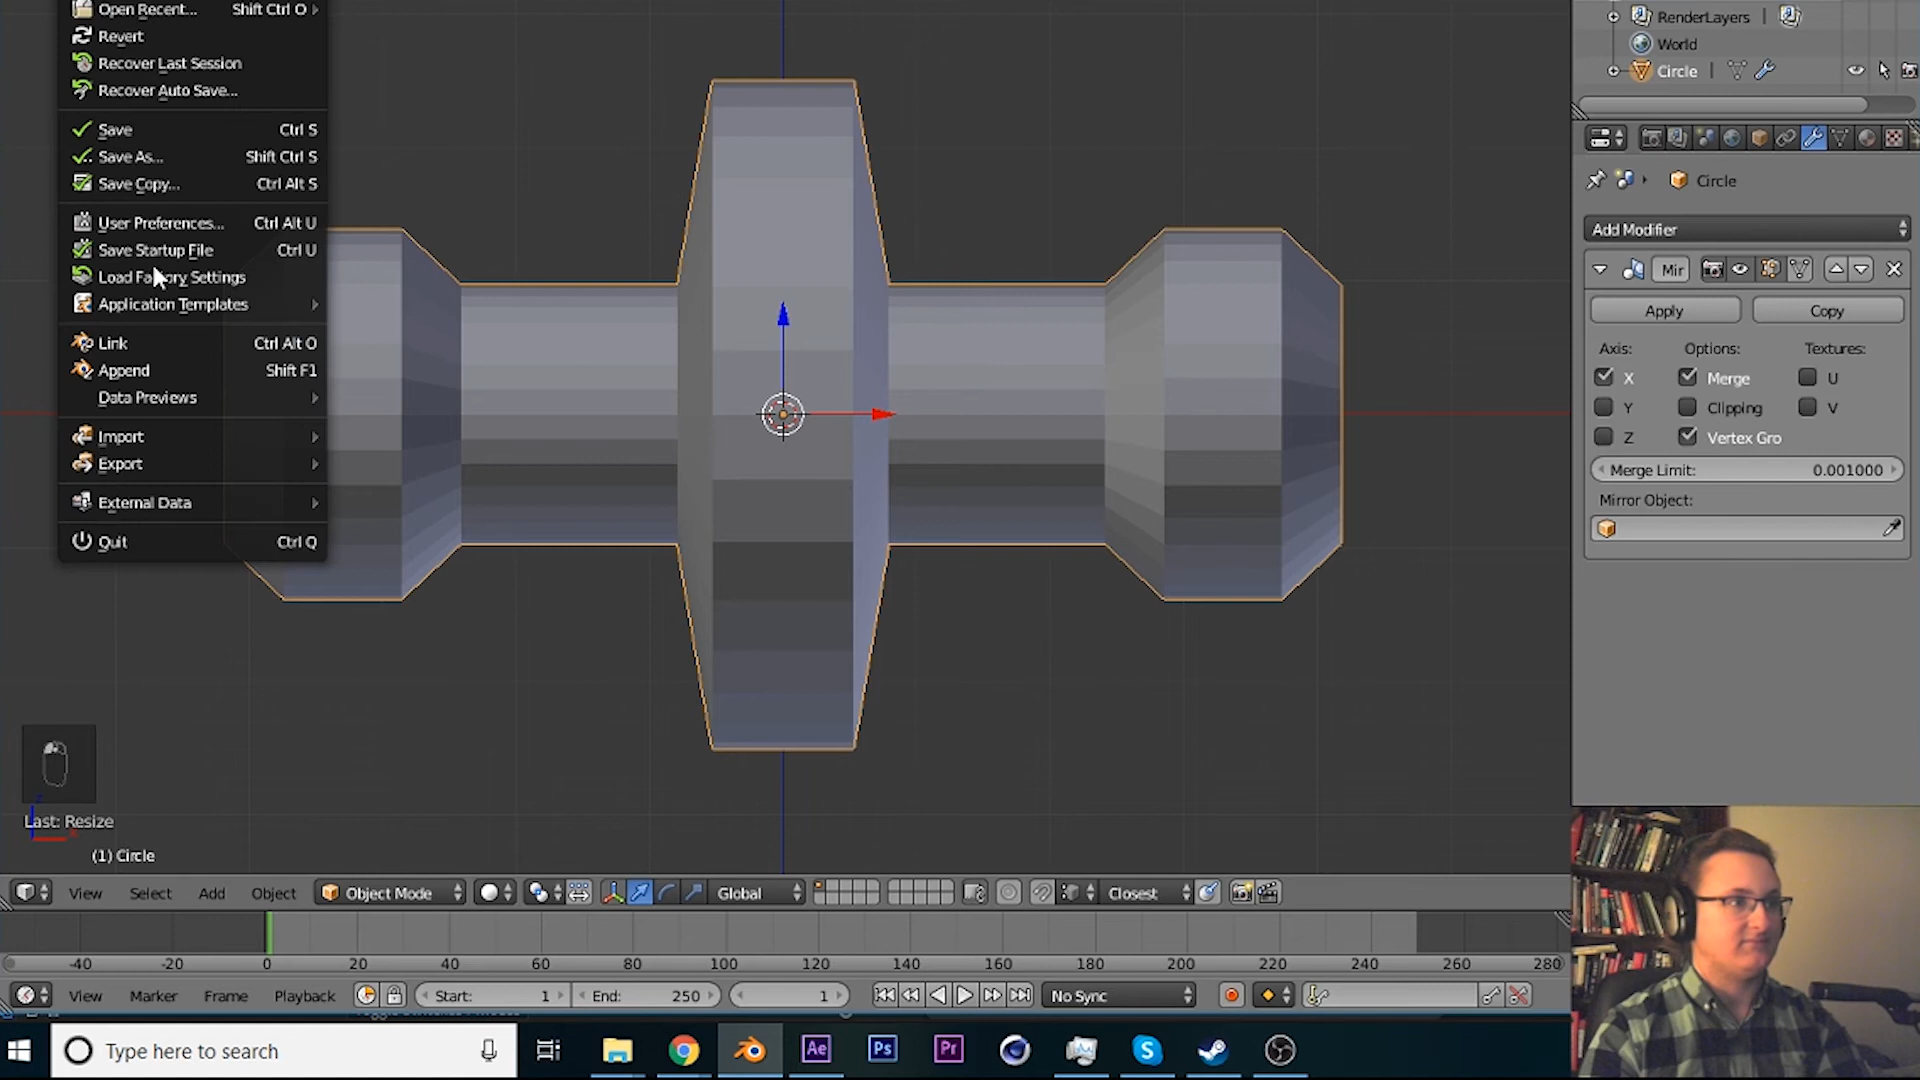 Open Recent... Shift Ctrl O
Revert
Recover Last Session
Recover Auto Save...
Save Ctrl S
Save As... Shift Ctrl S
Save Copy... Ctrl Alt S
User Preferences... Ctrl Alt U
Save Startup File Ctrl U
Load Factory Settings
Application Templates
Link Ctrl Alt O
Append Shift F1
Data Previews
Import
Export
External Data
Quit Ctrl Q
Last: Resize
(1) Circle
RenderLayers
World
Circle
Circle
Add Modifier
Mir
Apply Copy
Axis: Options: Textures:
X Merge U
Y Clipping V
Z Vertex Gro
Merge Limit: 0.001000
Mirror Object:
View Select Add Object Object Mode Global Closest
-40 -20 0 20 40 60 80 100 120 140 160 180 200 220 240 260 280
View Marker Frame Playback Start: 1 End: 250 1 No Sync
Type here to search
Ae
Ps
Pr
S